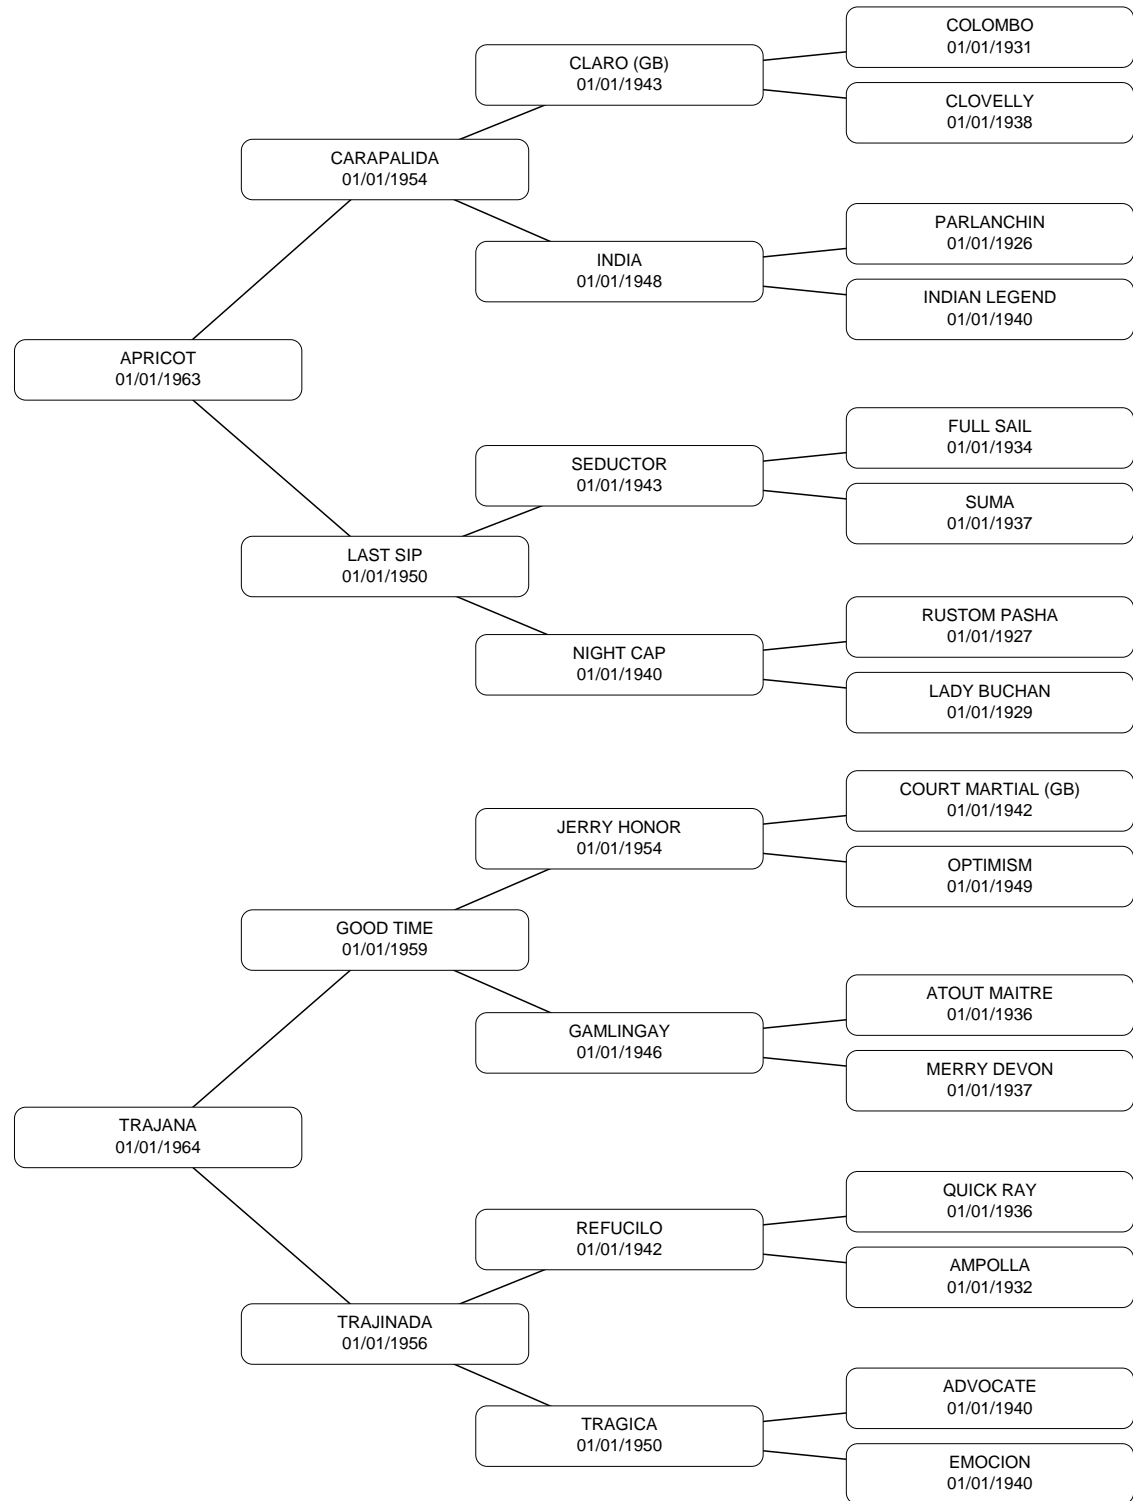 COLOMBO
01/01/1931
CLARO (GB)
01/01/1943
CLOVELLY
01/01/1938
CARAPALIDA
01/01/1954
PARLANCHIN
01/01/1926
INDIA
01/01/1948
INDIAN LEGEND
01/01/1940
APRICOT
01/01/1963
FULL SAIL
01/01/1934
SEDUCTOR
01/01/1943
SUMA
01/01/1937
LAST SIP
01/01/1950
RUSTOM PASHA
01/01/1927
NIGHT CAP
01/01/1940
LADY BUCHAN
01/01/1929
COURT MARTIAL (GB)
01/01/1942
JERRY HONOR
01/01/1954
OPTIMISM
01/01/1949
GOOD TIME
01/01/1959
ATOUT MAITRE
01/01/1936
GAMLINGAY
01/01/1946
MERRY DEVON
01/01/1937
TRAJANA
01/01/1964
QUICK RAY
01/01/1936
REFUCILO
01/01/1942
AMPOLLA
01/01/1932
TRAJINADA
01/01/1956
ADVOCATE
01/01/1940
TRAGICA
01/01/1950
EMOCION
01/01/1940